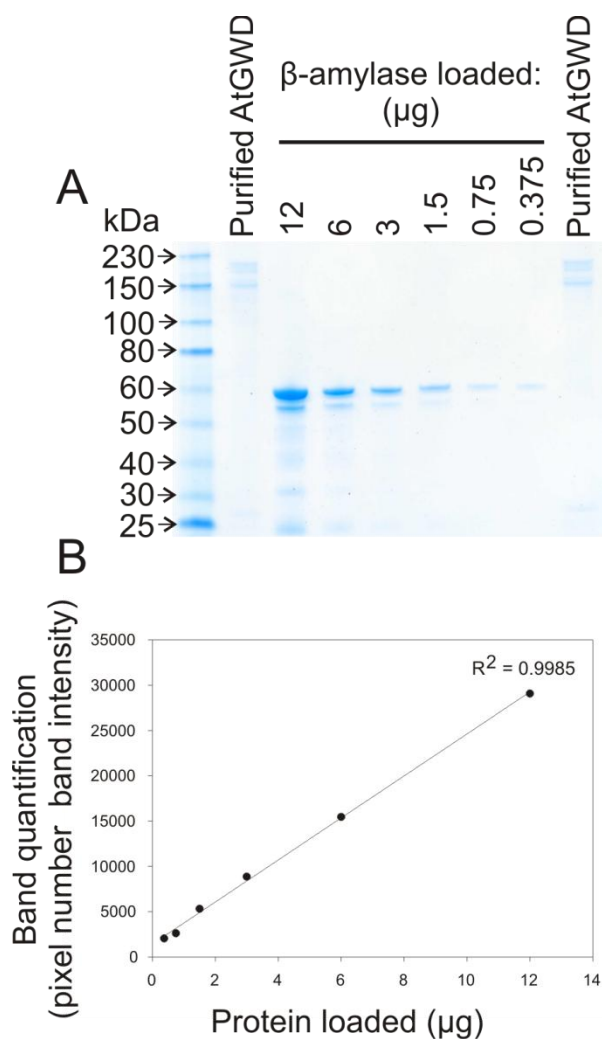 Purified AtGWD
β-amylase loaded:
(µg)
Purified AtGWD
A
kDa
12
6
3
1.5
0.75
0.375
230
150
100
80
60
50
40
30
25
B
Band quantification
(pixel number band intensity)
35000
30000
25000
20000
15000
10000
5000
0
R² = 0.9985
0 2 4 6 8 10 12 14
Protein loaded (µg)